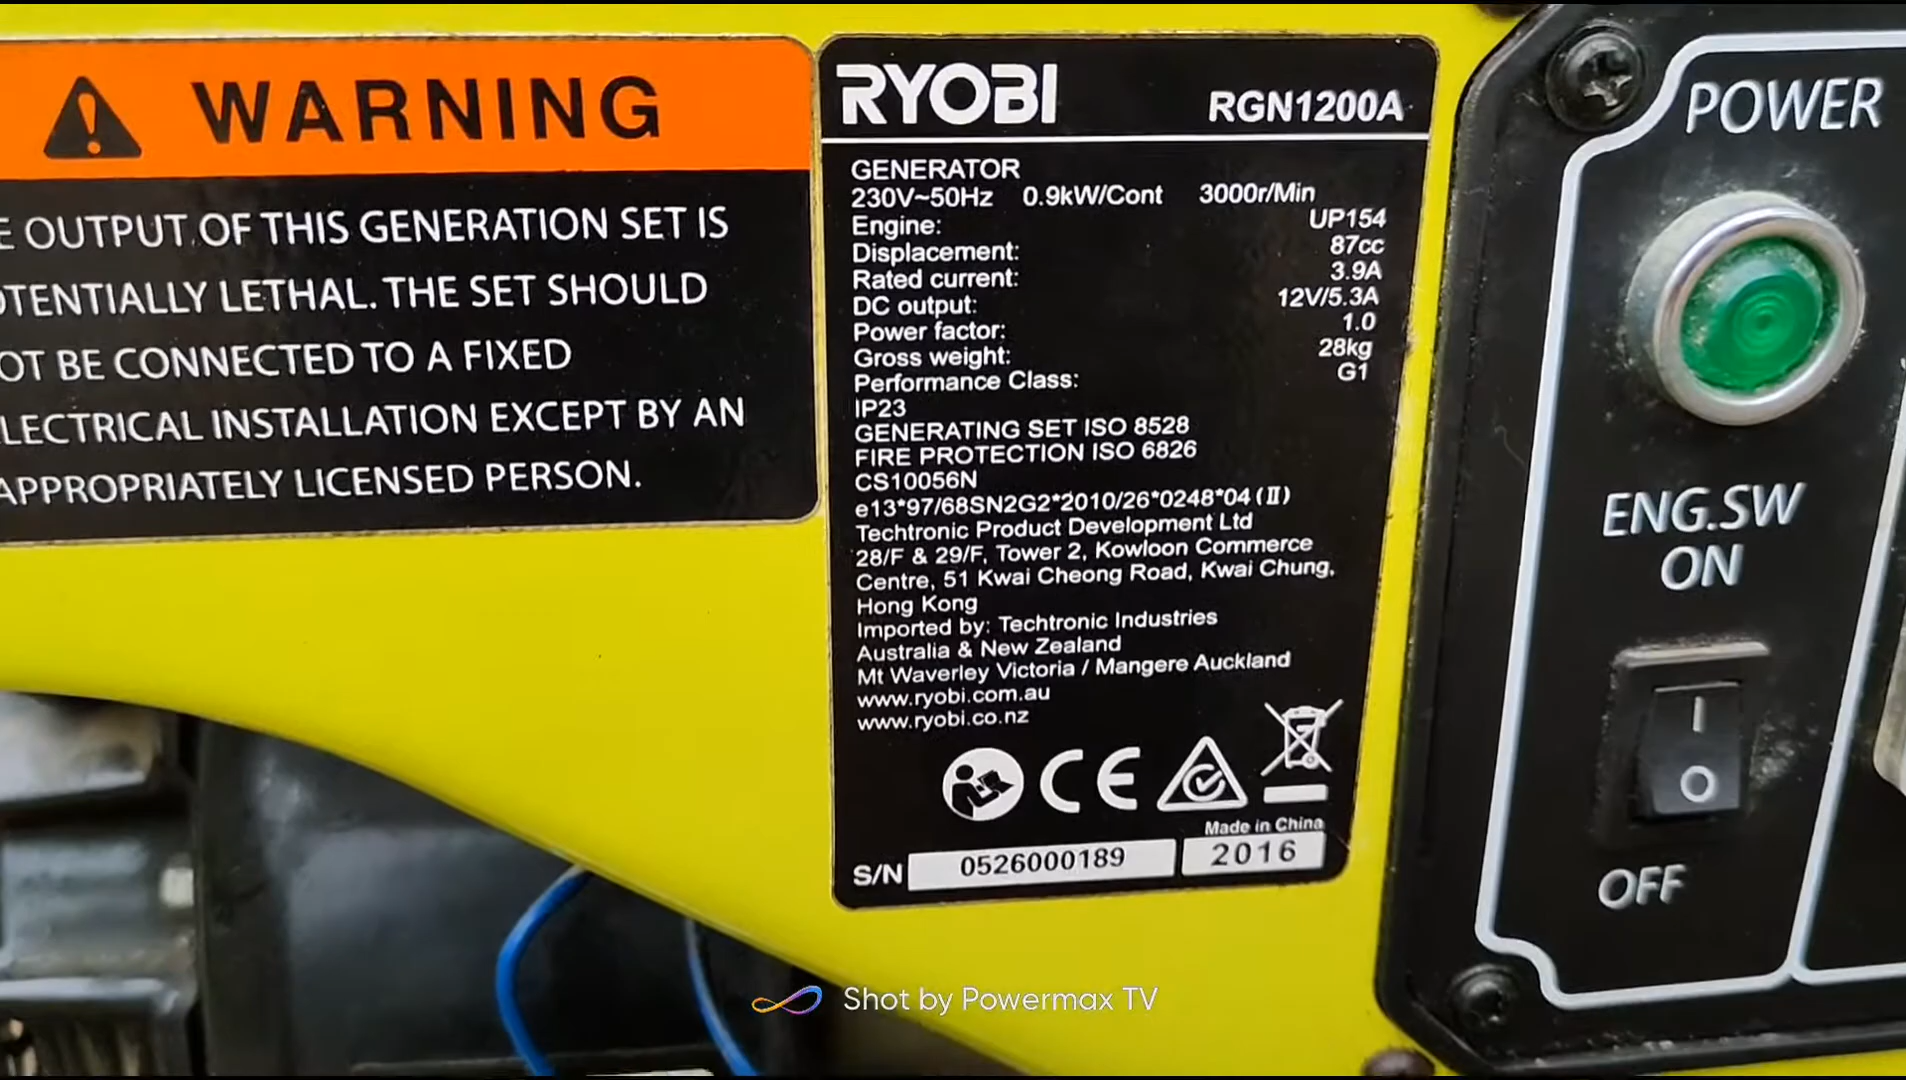 WARNING
E OUTPUT OF THIS GENERATION SET IS
OTENTIALLY LETHAL. THE SET SHOULD
OT BE CONNECTED TO A FIXED
LECTRICAL INSTALLATION EXCEPT BY AN
APPROPRIATELY LICENSED PERSON.
RYOBI RGN1200A
GENERATOR
230V~50Hz 0.9kW/Cont 3000r/Min
Engine: UP154
Displacement: 87cc
Rated current: 3.9A
DC output: 12V/5.3A
Power factor: 1.0
Gross weight: 28kg
Performance Class: G1
IP23
GENERATING SET ISO 8528
FIRE PROTECTION ISO 6826
CS10056N
e13*97/68SN2G2*2010/26*0248*04 (II)
Techtronic Product Development Ltd
28/F & 29/F, Tower 2, Kowloon Commerce
Centre, 51 Kwai Cheong Road, Kwai Chung,
Hong Kong
Imported by: Techtronic Industries
Australia & New Zealand
Mt Waverley Victoria / Mangere Auckland
www.ryobi.com.au
www.ryobi.co.nz
CE
Made in China
S/N 0526000189 2016
POWER
ENG.SW
ON
I
O
OFF
Shot by Powermax TV